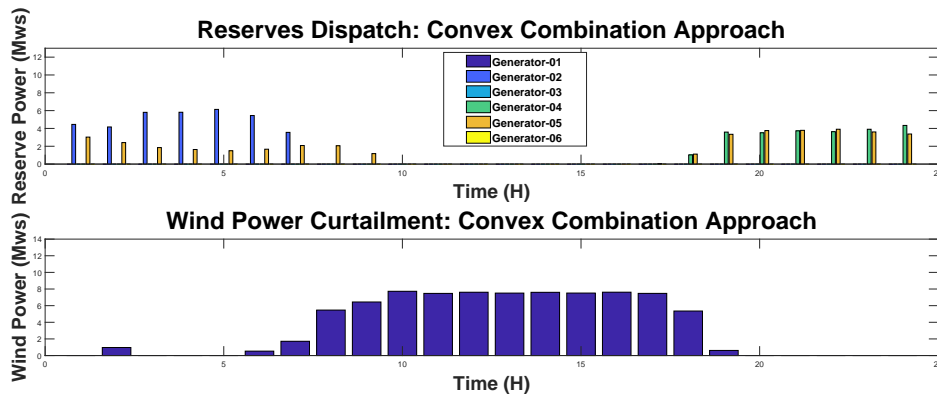 Reserves Dispatch: Convex Combination Approach
Reserve Power (Mws)
12
10
8
6
4
2
0
Generator-01
Generator-02
Generator-03
Generator-04
Generator-05
Generator-06
0 5 10 15 20 25
Time (H)
Wind Power Curtailment: Convex Combination Approach
Wind Power (Mws)
14
12
10
8
6
4
2
0
0 5 10 15 20 2
Time (H)